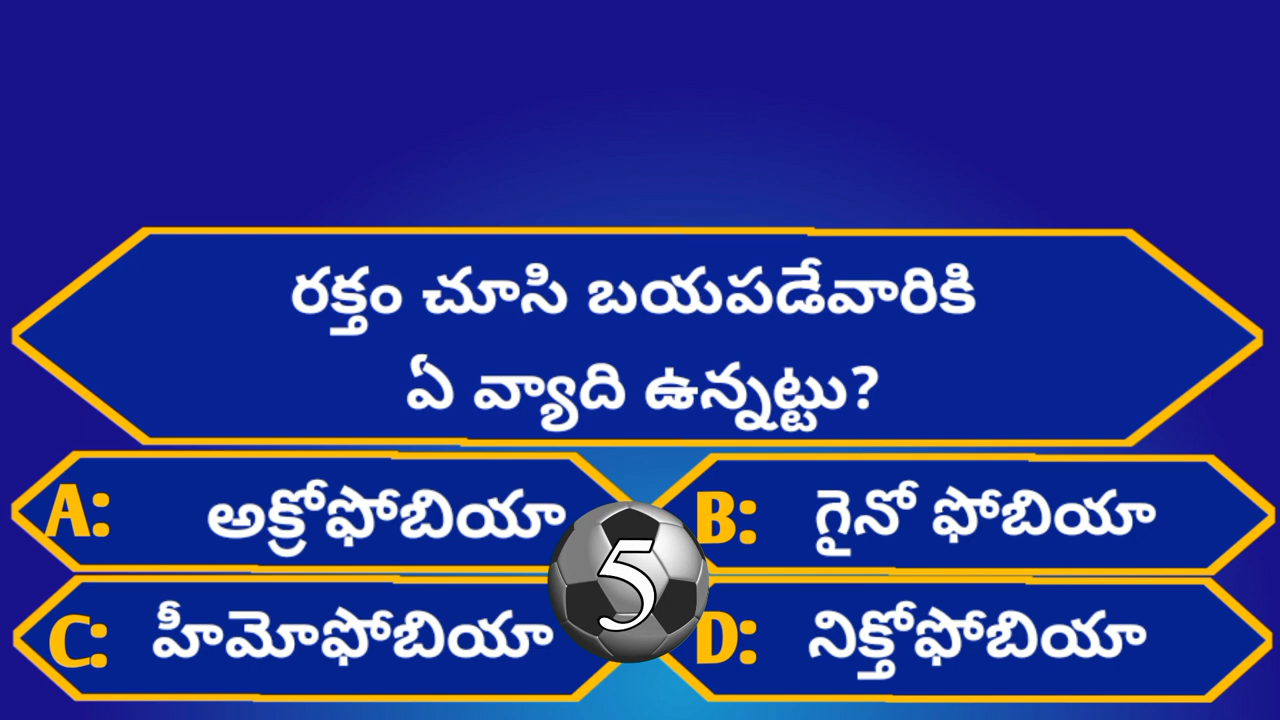 రక్తం చూసి బయపడేవారికి
ఏ వ్యాది ఉన్నట్టు?
A: అక్రోఫోబియా
B: గైనో ఫోబియా
5
C: హీమోఫోబియా
D: నిక్తోఫోబియా